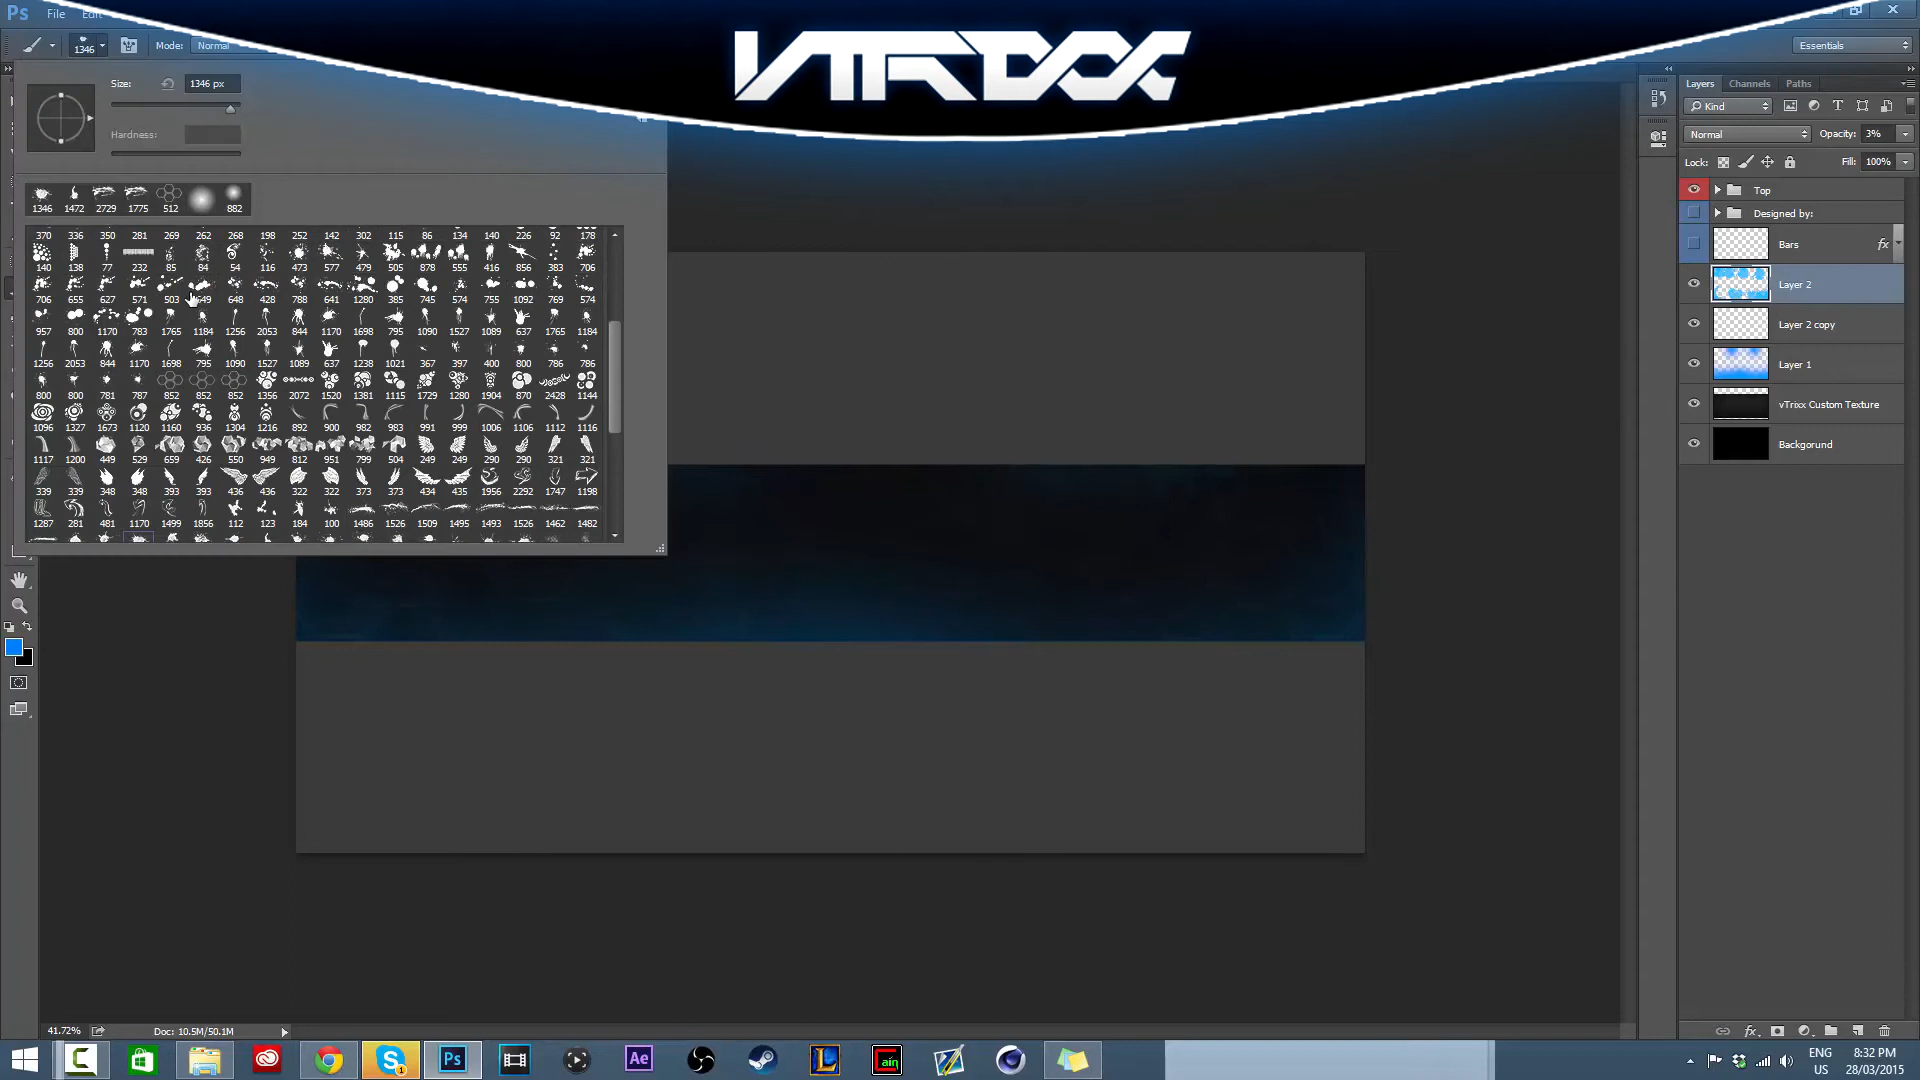 Ps File Edit
VTRIXX
1346 Mode: Normal Essentials
Size: 1346 px
Hardness:
1346 1472 2729 1775 512 882
370 336 350 281 269 262 268 198 252 142 302 115 86 134 140 226 92 178
140 138 77 232 85 84 54 116 473 577 479 505 878 555 416 856 383 706
706 655 627 571 503 649 648 428 788 641 1280 385 745 574 755 1092 769 574
957 800 1170 783 1765 1184 1256 2053 844 1170 1698 795 1090 1527 1089 637 1765 1184
1256 2053 844 1170 1698 795 1090 1527 1089 637 1238 1021 367 397 400 800 786 786
800 800 781 787 852 852 852 1356 2072 1520 1381 1115 1729 1280 1904 870 2428 1144
1096 1327 1673 1120 1160 936 1304 1216 892 900 982 983 991 999 1006 1106 1112 1116
1117 1200 449 529 659 426 550 949 812 951 799 504 249 249 290 290 321 321
339 339 348 348 393 393 436 436 322 322 373 373 434 435 1956 2292 1747 1198
1287 281 481 1170 1499 1856 112 123 184 100 1486 1526 1509 1495 1493 1526 1462 1482
Layers Channels Paths
Kind
Normal Opacity: 3%
Lock: Fill: 100%
Top
Designed by:
Bars fx
Layer 2
Layer 2 copy
Layer 1
vTrixx Custom Texture
Backgorund
41.72% Doc: 10.5M/50.1M
fx
1 Ps Ae L Cain ENG 8:32 PM
US 28/03/2015